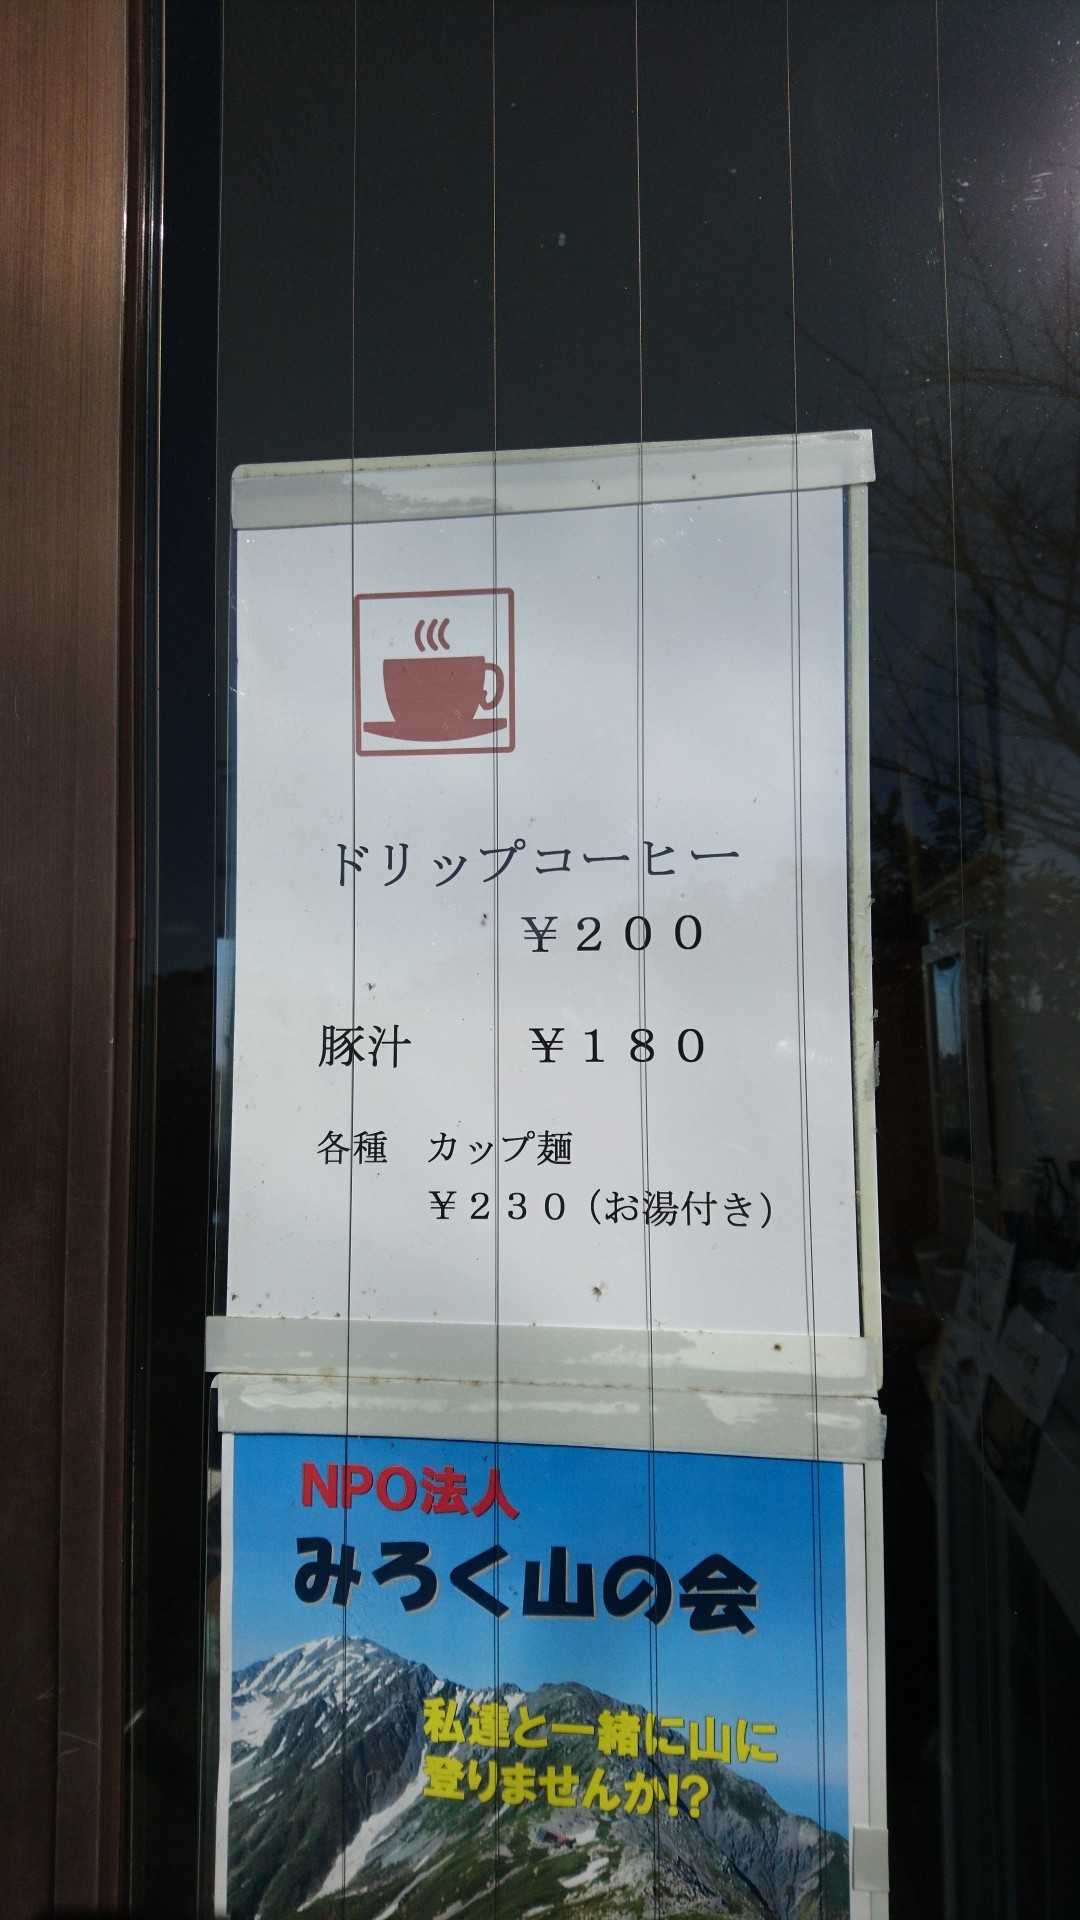 ドリップコーヒー
￥２００
豚汁　　￥１８０
各種　カップ麺
￥２３０（お湯付き）
NPO法人
みろく山の会
私達と一緒に山に
登りませんか!?